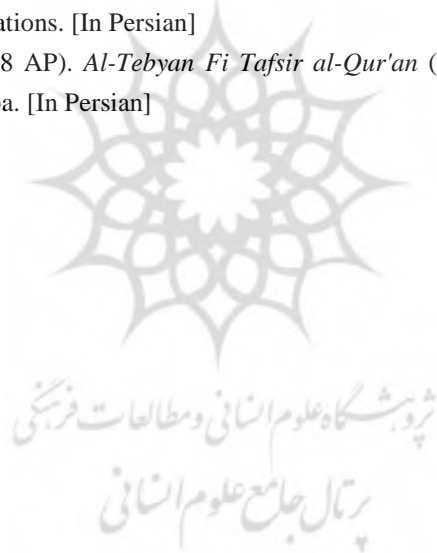 ations. [In Persian]
8 AP). Al-Tebyan Fi Tafsir al-Qur'an (
oa. [In Persian]
پژوهشگاه علوم انسانی و مطالعات فرهنگی
پرتال جامع علوم انسانی